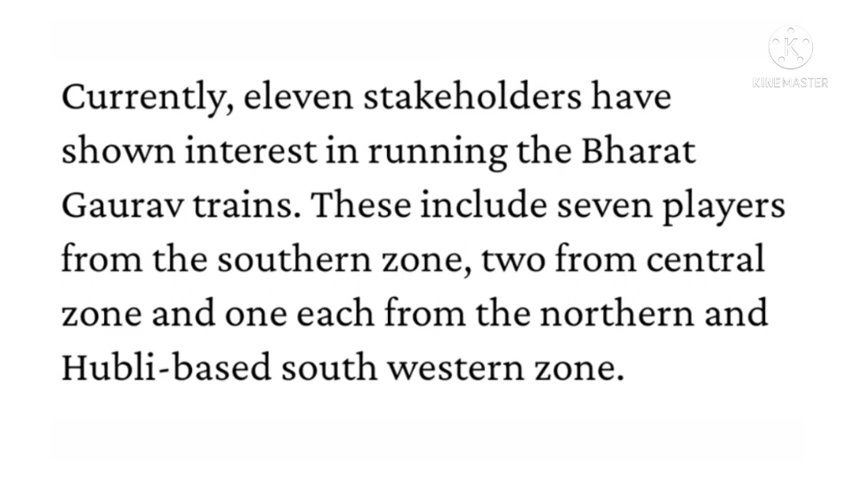 K
KINEMASTER
Currently, eleven stakeholders have
shown interest in running the Bharat
Gaurav trains. These include seven players
from the southern zone, two from central
zone and one each from the northern and
Hubli-based south western zone.